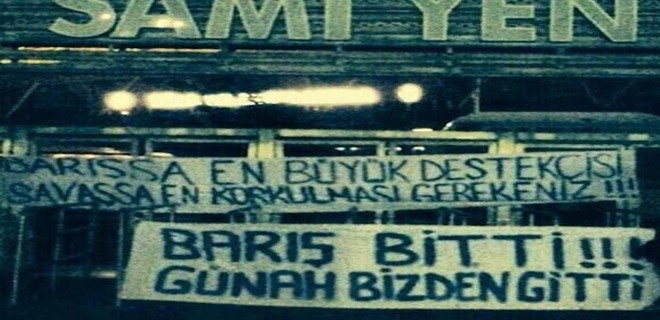 SAMİ YEN
BARIŞSA EN BÜYÜK DESTEKÇİSİ
SAVAŞSA EN KORKULMASI GEREKENİZ !!!
BARIŞ BİTTİ!!!
GÜNAH BİZDEN GİTTİ